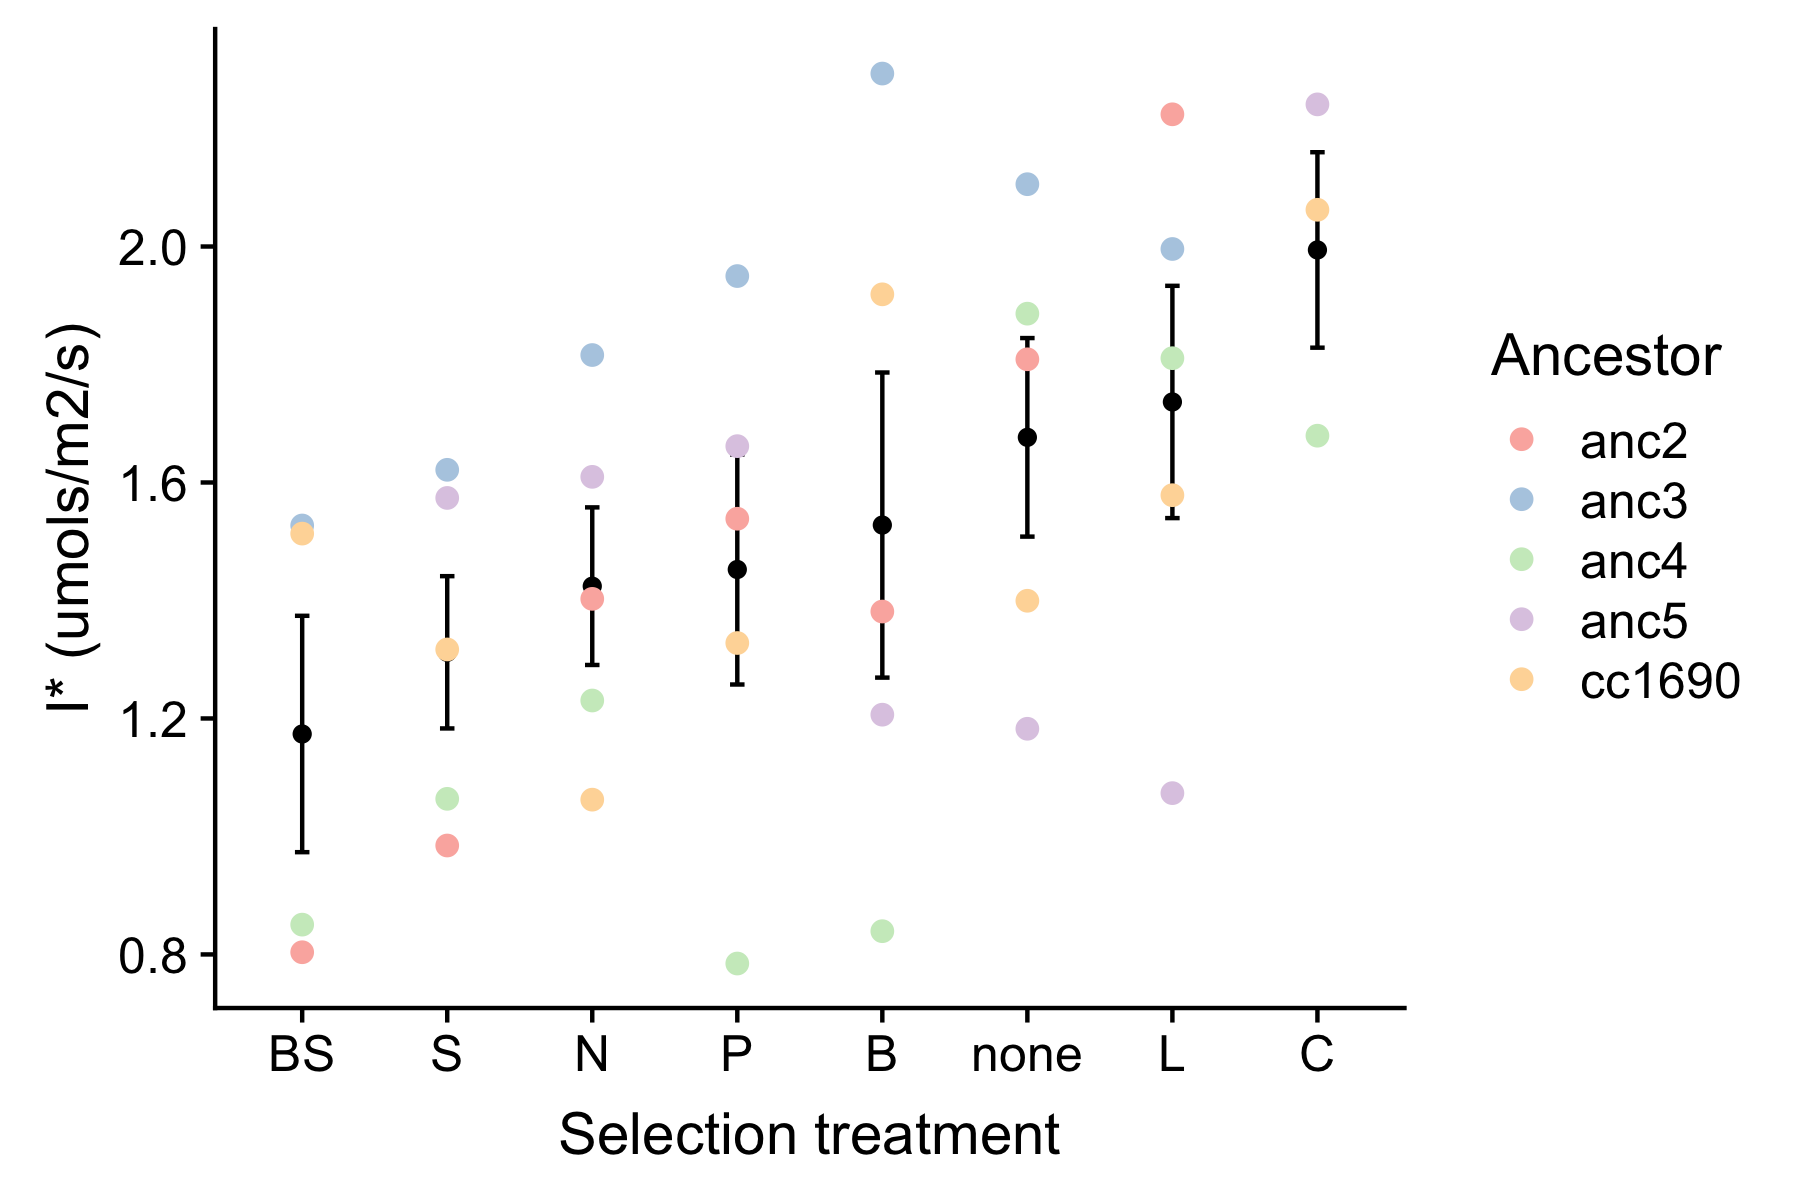 I* (umols/m2/s)
2.0
1.6
1.2
0.8
BS S N P B none L C
Selection treatment
Ancestor
anc2
anc3
anc4
anc5
cc1690